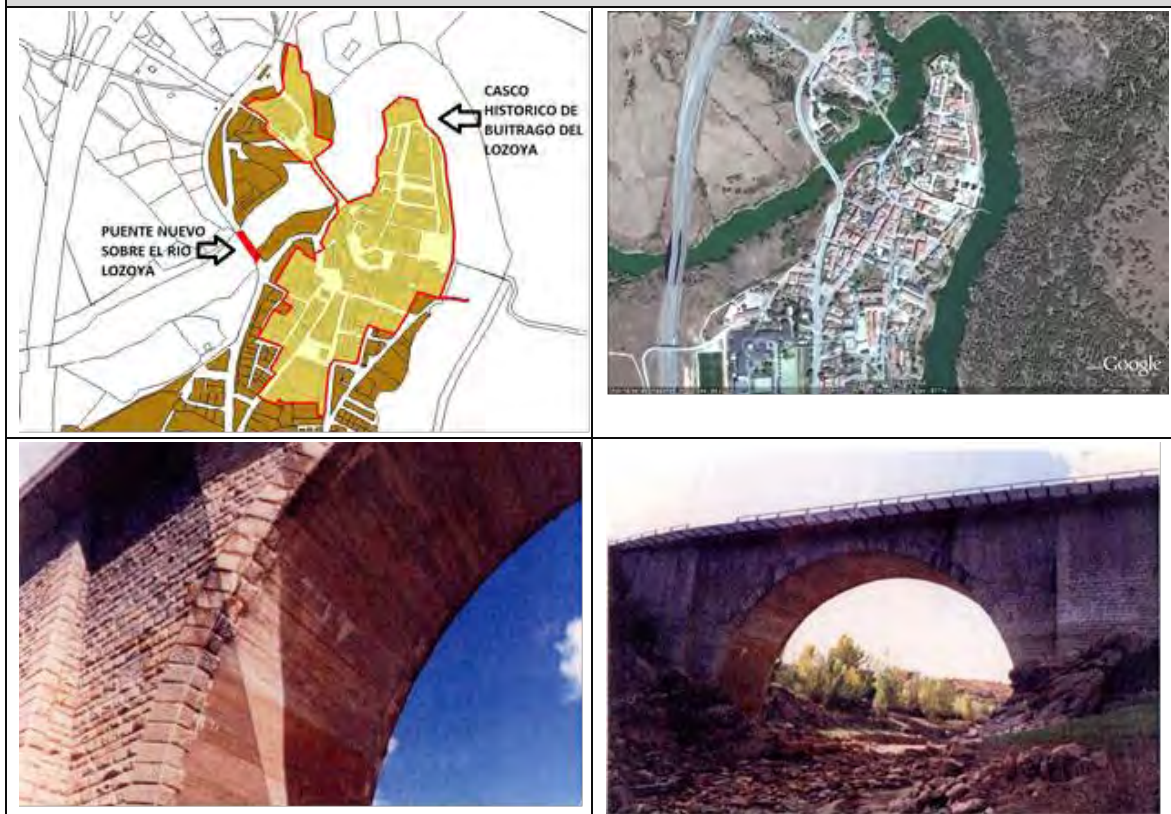 CASCO
HISTORICO DE
BUITRAGO DEL
LOZOYA
PUENTE NUEVO
SOBRE EL RIO
LOZOYA
Google